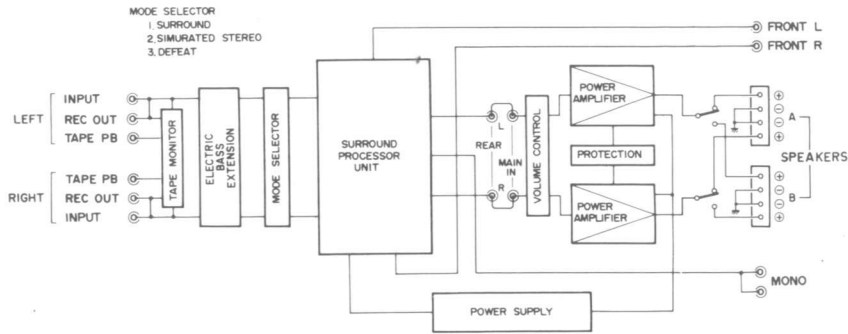 MODE SELECTOR
1. SURROUND
2. SIMURATED STEREO
3. DEFEAT
FRONT L
FRONT R
LEFT
INPUT
REC OUT
TAPE PB
RIGHT
TAPE PB
REC OUT
INPUT
TAPE MONITOR
ELECTRIC
BASS
EXTENSION
MODE SELECTOR
SURROUND
PROCESSOR
UNIT
L
REAR
MAIN
IN
R
VOLUME CONTROL
POWER
AMPLIFIER
PROTECTION
POWER
AMPLIFIER
+
-
-
+
A
SPEAKERS
+
-
-
+
B
MONO
POWER SUPPLY